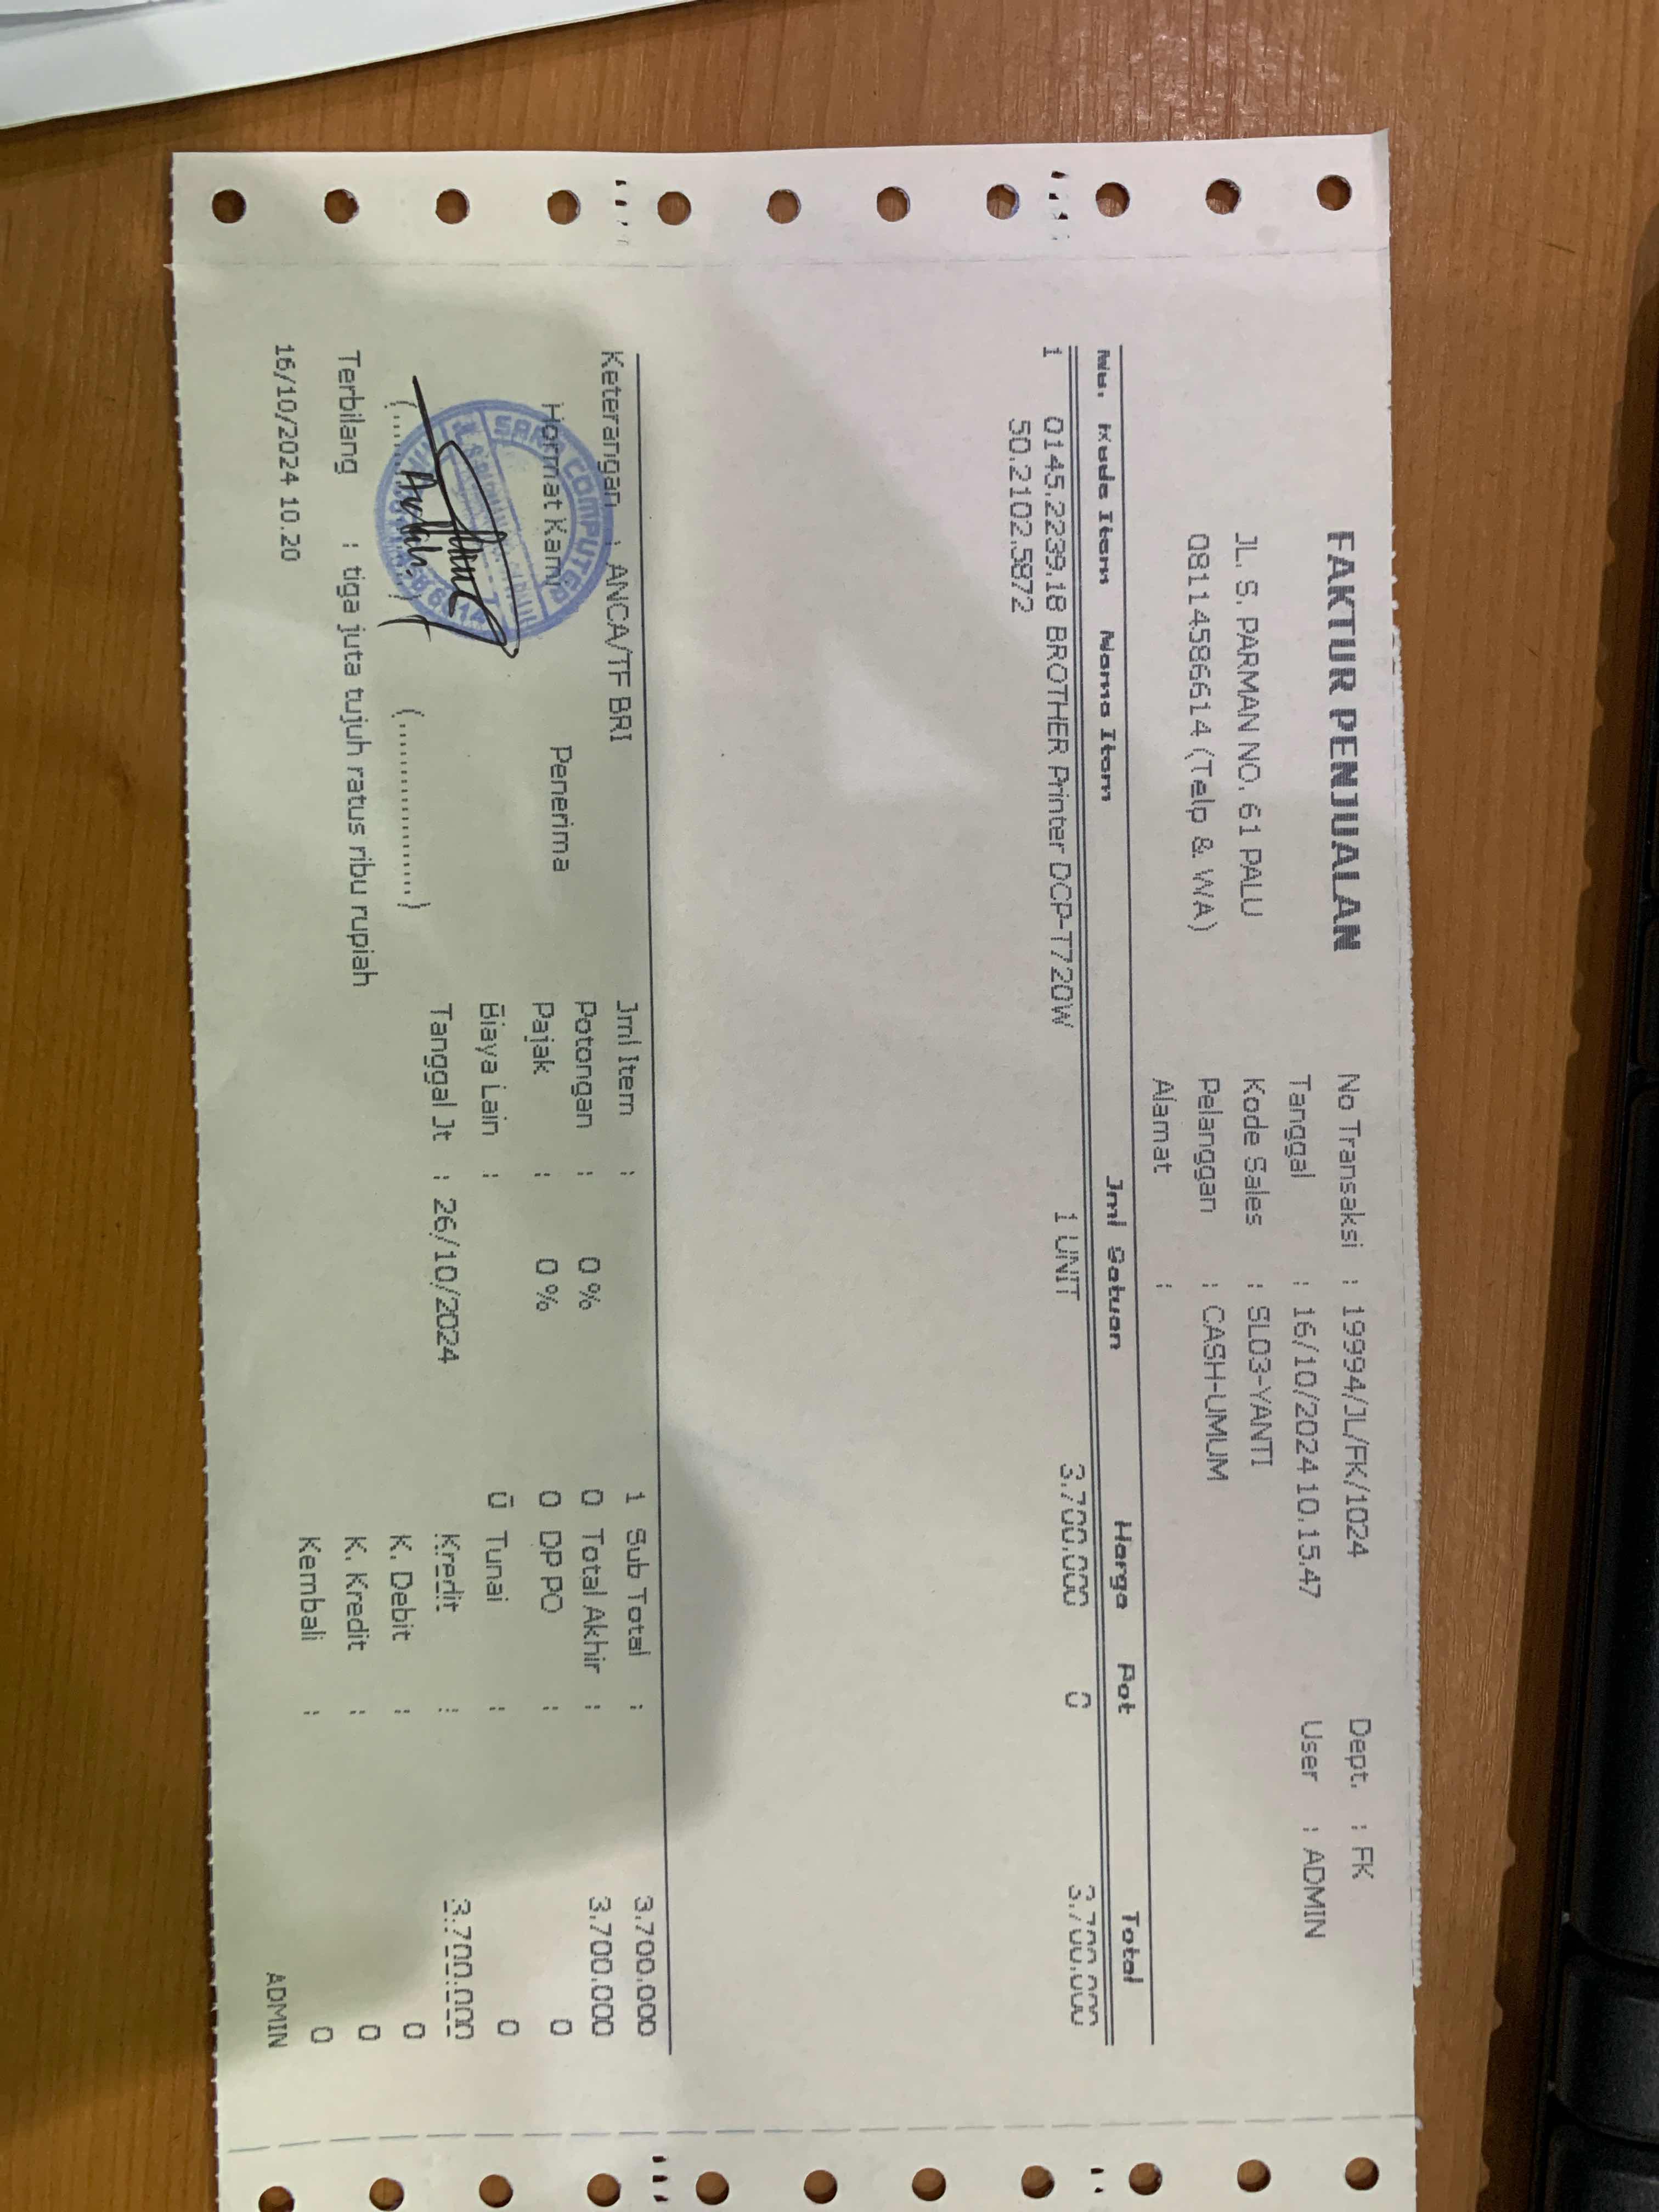 FAKTUR PENJUALAN
JL. S. PARMAN NO. 61 PALU
08114586614 (Telp & WA)
No Transaksi : 19994/JL/FK/1024
Tanggal : 16/10/2024 10.15.47
Kode Sales : SL03-YANTI
Pelanggan : CASH-UMUM
Alamat :
Dept. : FK
User : ADMIN
No. Kode Item Nama Item Jml Satuan Harga Pot Total
1 0145.2239.18 BROTHER Printer DCP-T720W 1 UNIT 3.700.000 0 3.700.000
50.2102.5872
Keterangan : ANCA/TF BRI
Hormat Kami
Penerima
(....................)
SAFA COMPUTER
Terbilang : tiga juta tujuh ratus ribu rupiah
16/10/2024 10.20
Jml Item : 1
Potongan : 0 % 0
Pajak : 0 % 0
Biaya Lain : 0
Tanggal Jt : 26/10/2024
Sub Total : 3.700.000
Total Akhir : 3.700.000
DP PO : 0
Tunai : 0
Kredit : 3.700.000
K. Debit : 0
K. Kredit : 0
Kembali : 0
ADMIN